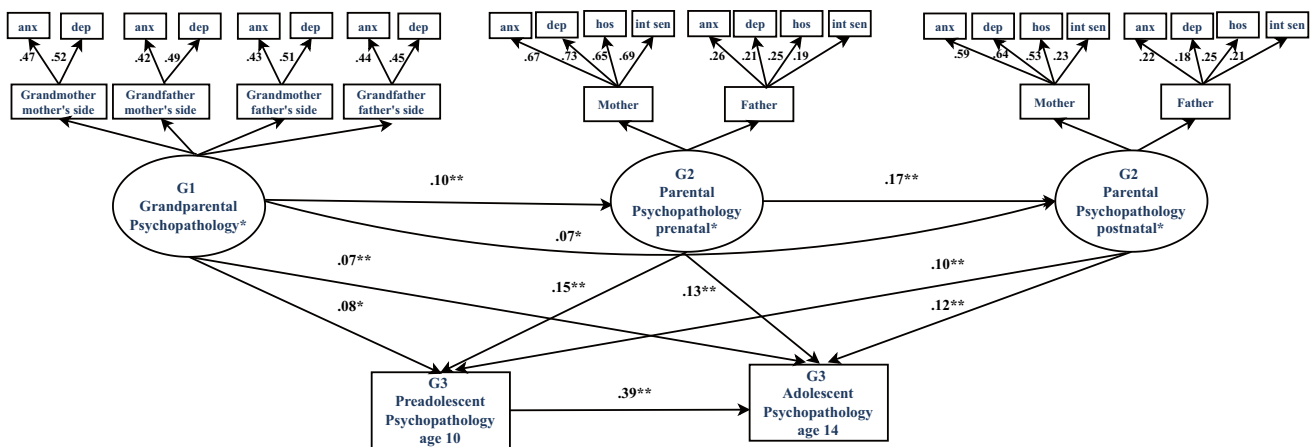 anx dep anx dep anx dep anx dep anx dep hos int sen anx dep hos int sen anx dep hos int sen anx dep hos int sen
.47 .52 .42 .49 .43 .51 .44 .45 .67 .73 .65 .69 .26 .21 .25 .19 .59 .64 .53 .23 .22 .18 .25 .21
Grandmother
mother's side
Grandfather
mother's side
Grandmother
father's side
Grandfather
father's side
Mother
Father
Mother
Father
G1
Grandparental
Psychopathology*
.10**
G2
Parental
Psychopathology
prenatal*
.17**
G2
Parental
Psychopathology
postnatal*
.07*
.07**
.08*
.15**
.13**
.10**
.12**
G3
Preadolescent
Psychopathology
age 10
.39**
G3
Adolescent
Psychopathology
age 14